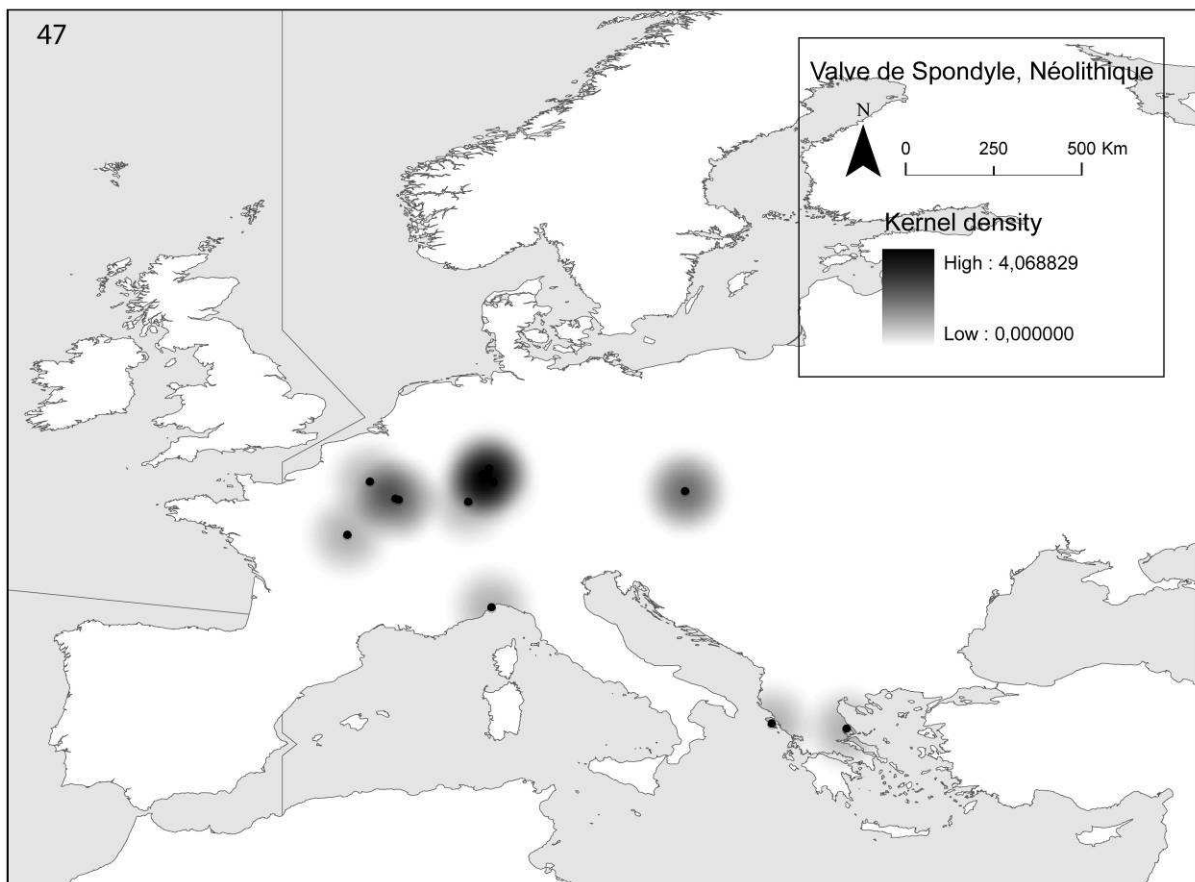 47
Valve de Spondyle, Néolithique
N
0 250 500 Km
Kernel density
High : 4,068829
Low : 0,000000